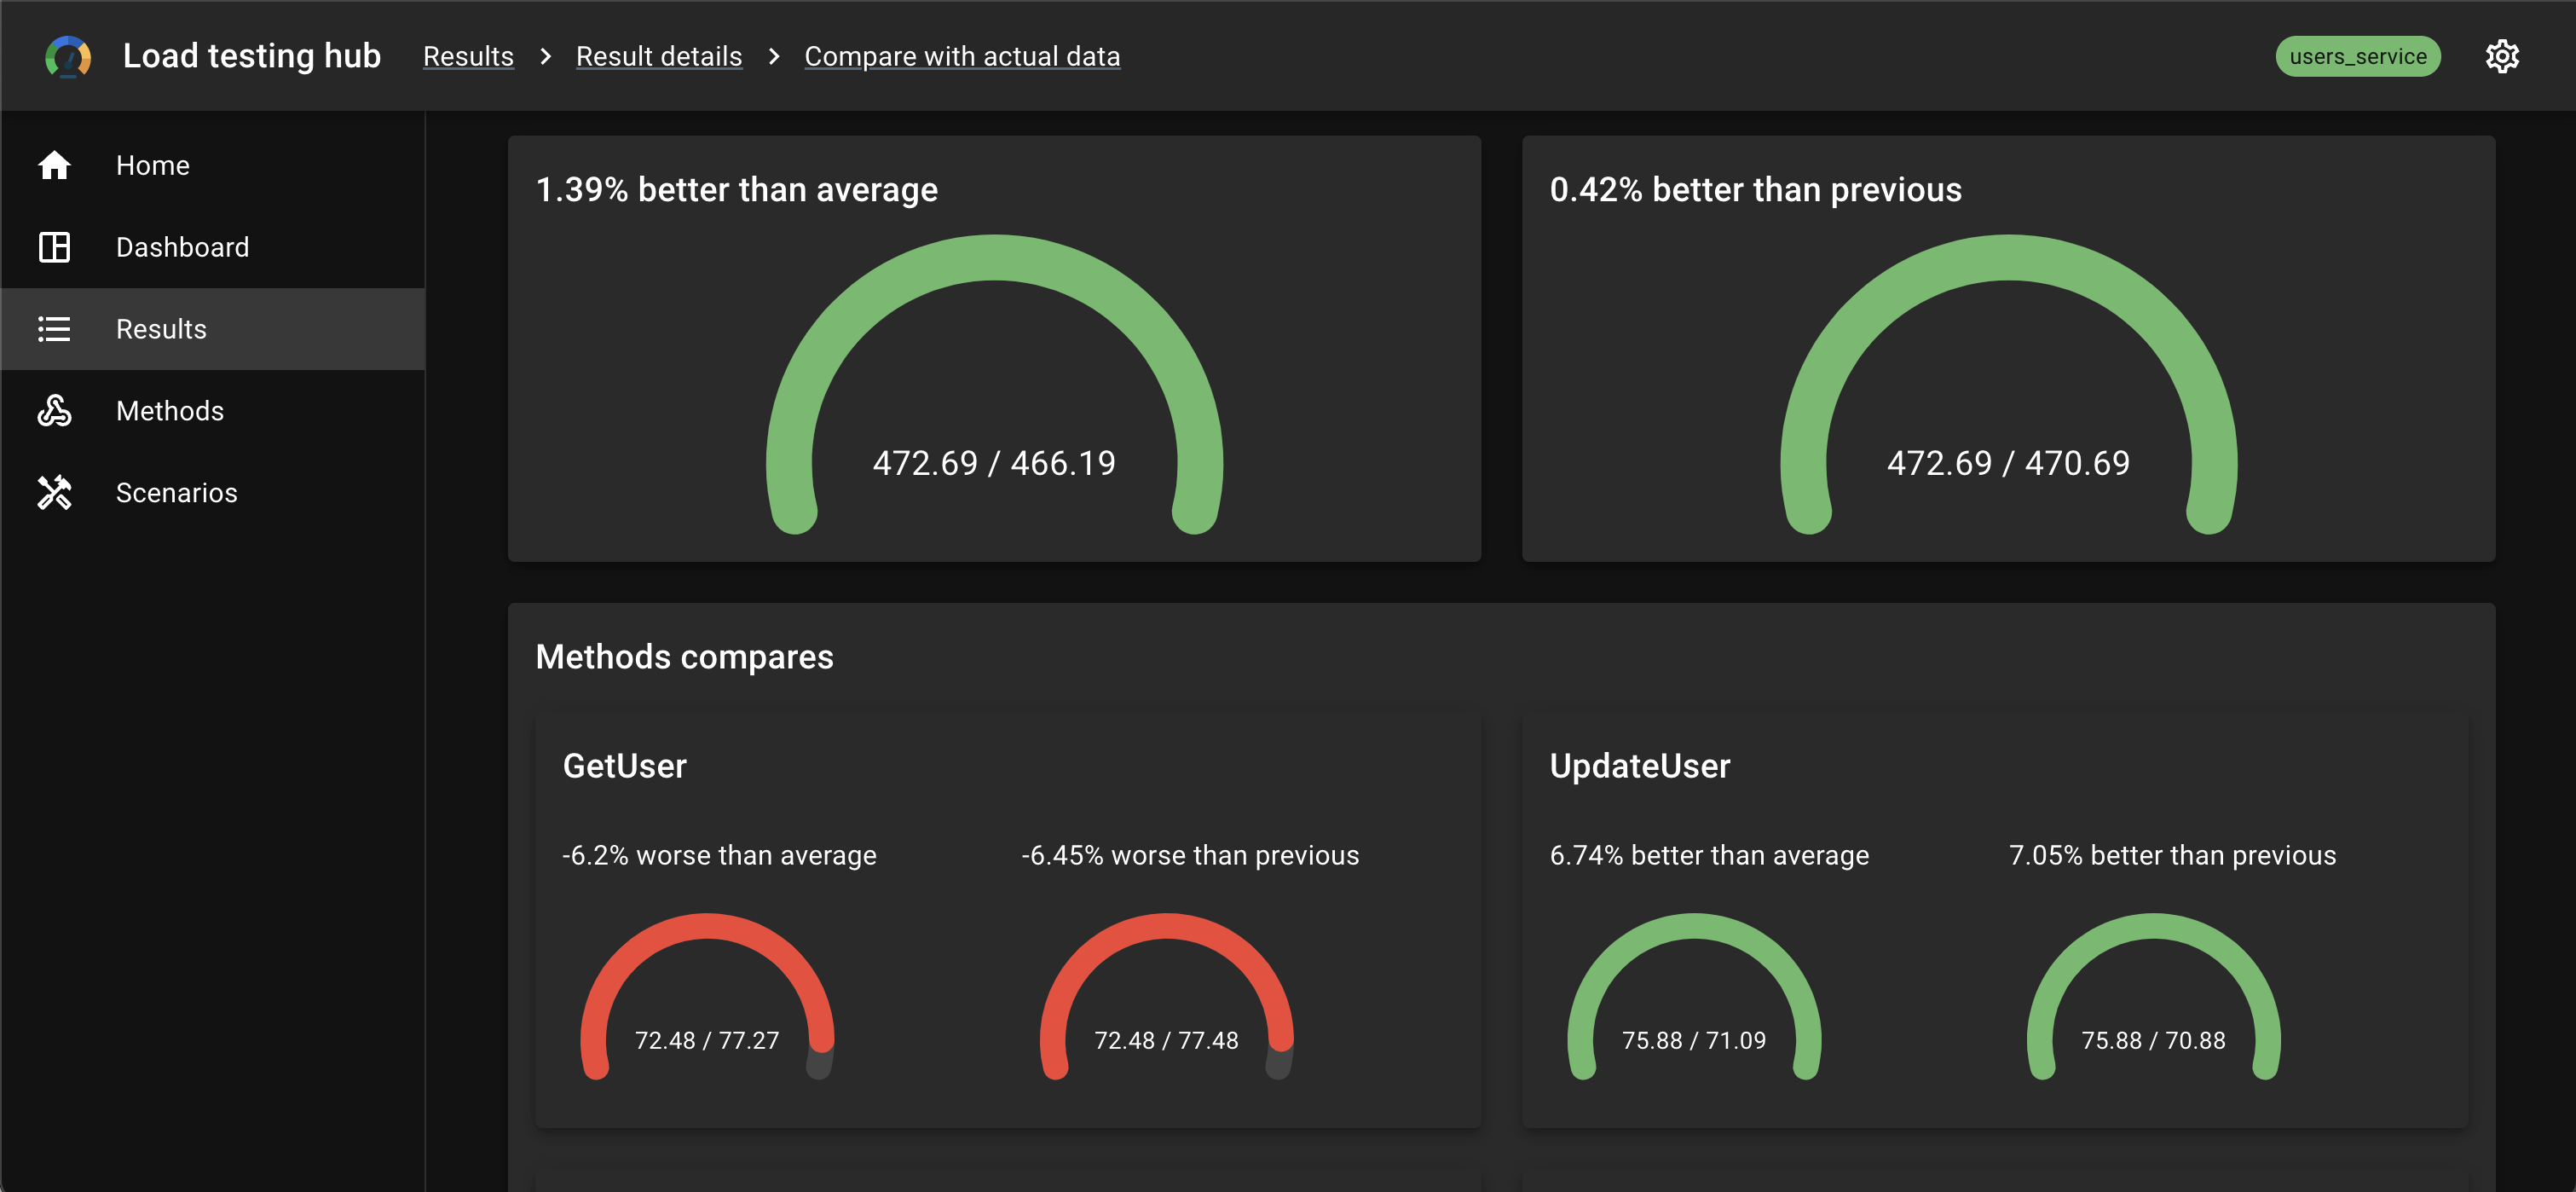 Load testing hub
Results > Result details > Compare with actual data
users_service
Home
Dashboard
Results
Methods
Scenarios
1.39% better than average
472.69 / 466.19
0.42% better than previous
472.69 / 470.69
Methods compares
GetUser
-6.2% worse than average
72.48 / 77.27
-6.45% worse than previous
72.48 / 77.48
UpdateUser
6.74% better than average
75.88 / 71.09
7.05% better than previous
75.88 / 70.88